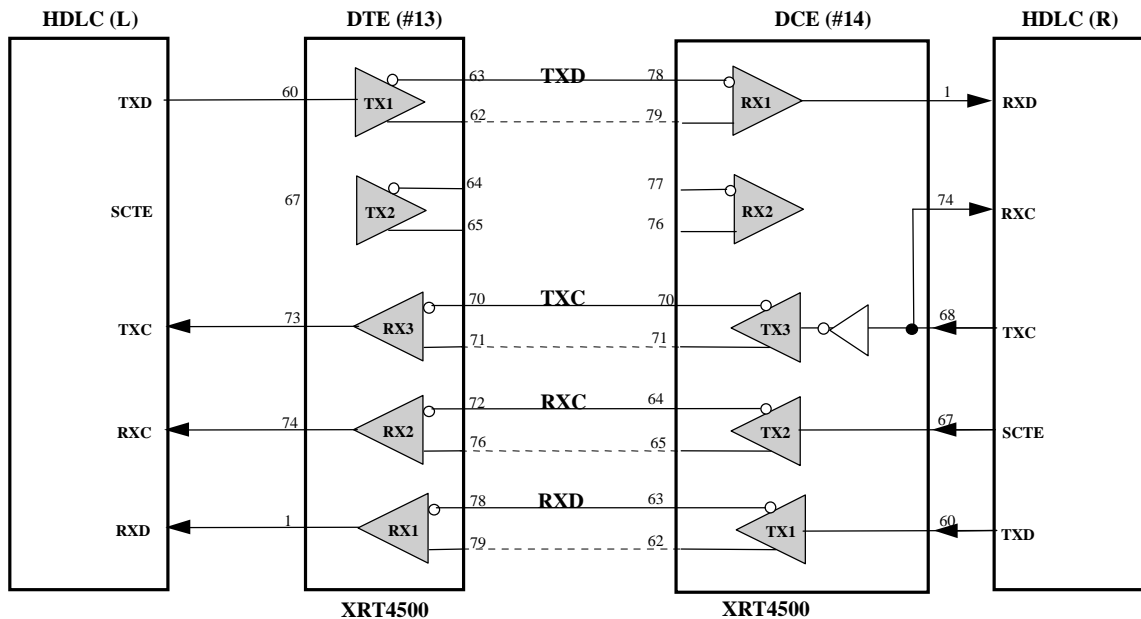 HDLC (L) DTE (#13) DCE (#14) HDLC (R)
TXD 60 TX1 63 TXD 78 RX1 1 RXD
62 79
SCTE 67 TX2 64 77 RX2 74 RXC
65 76
TXC 73 RX3 70 TXC 70 TX3 68 TXC
71 71
RXC 74 RX2 72 RXC 64 TX2 67 SCTE
76 65
RXD 1 RX1 78 RXD 63 TX1 60 TXD
79 62
XRT4500 XRT4500